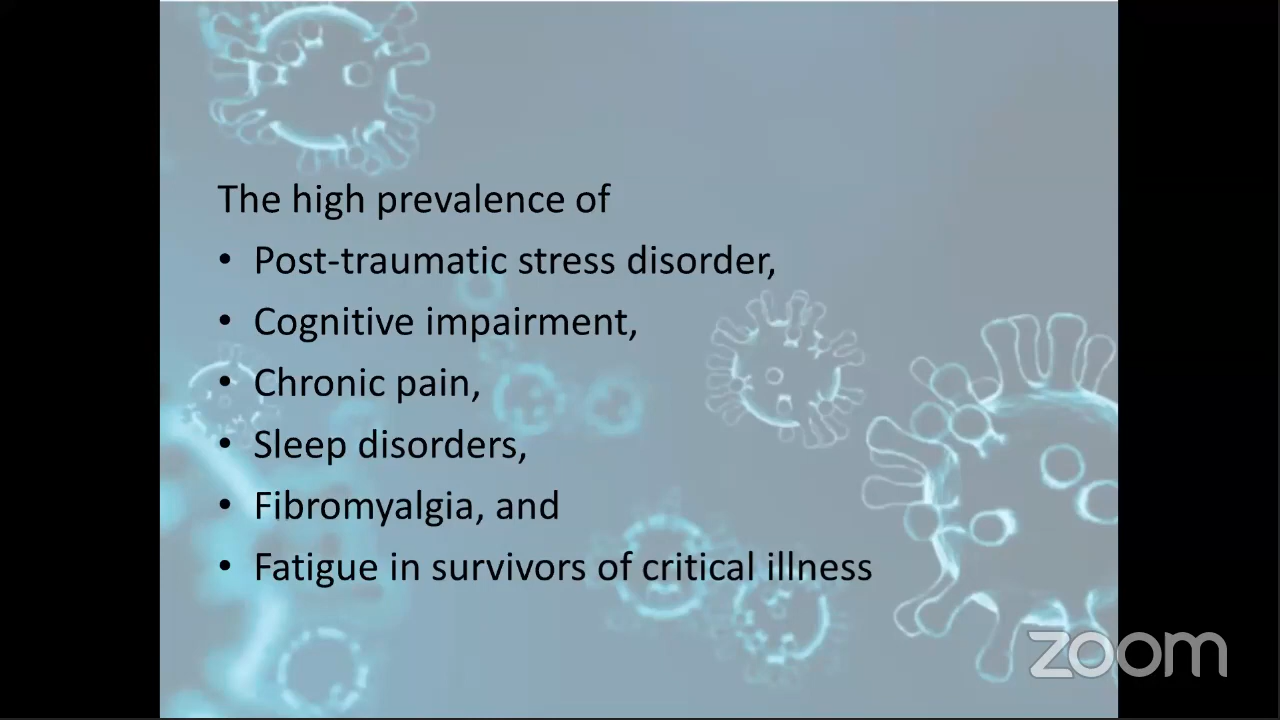 The high prevalence of
• Post-traumatic stress disorder,
• Cognitive impairment,
• Chronic pain,
• Sleep disorders,
• Fibromyalgia, and
• Fatigue in survivors of critical illness
zoom